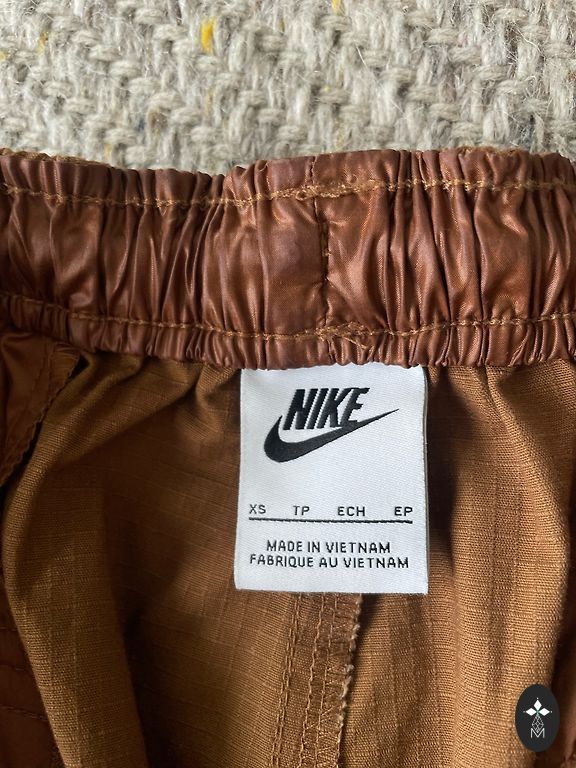 NIKE
XS TP ECH EP
MADE IN VIETNAM
FABRIQUE AU VIETNAM
M